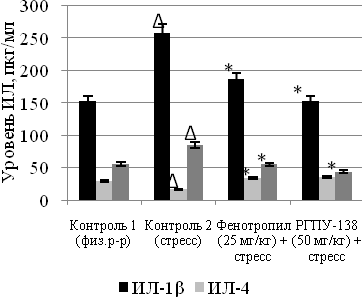 Уровень ИЛ, пкг/мл
300
250
200
150
100
50
0
Δ
Δ
Δ
*
*
*
*
*
Контроль 1 (физ.р-р)
Контроль 2 (стресс)
Фенотропил (25 мг/кг) + стресс
РГПУ-138 (50 мг/кг) + стресс
ИЛ-1β
ИЛ-4